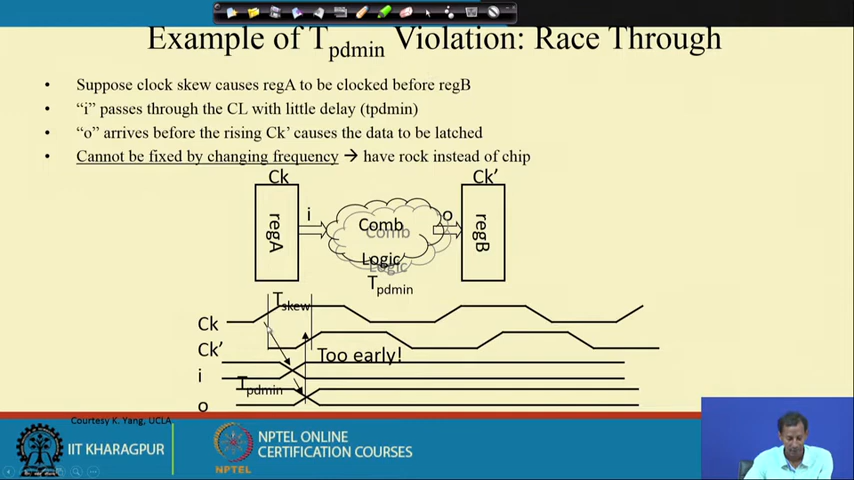 Example of Tpdmin Violation: Race Through
• Suppose clock skew causes regA to be clocked before regB
• “i” passes through the CL with little delay (tpdmin)
• “o” arrives before the rising Ck’ causes the data to be latched
• Cannot be fixed by changing frequency → have rock instead of chip
Ck
Ck’
regA
i
Comb
Logic
Comb
Logic
o
regB
Tpdmin
Tskew
Ck
Ck’
Too early!
i
Tpdmin
o
Courtesy K. Yang, UCLA
IIT KHARAGPUR
NPTEL
NPTEL ONLINE
CERTIFICATION COURSES